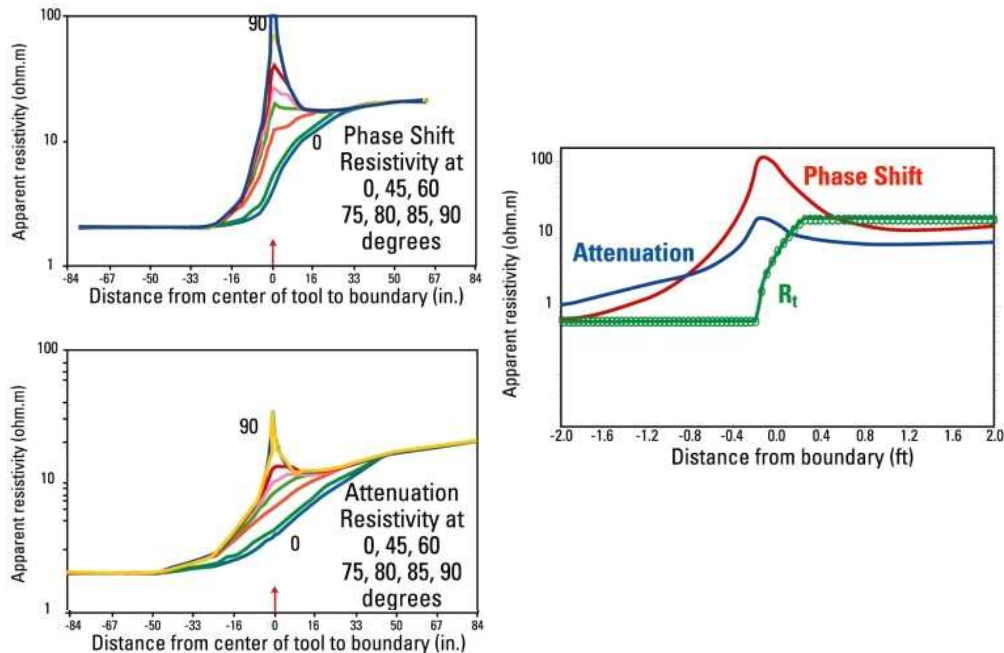 Apparent resistivity (ohm.m)
100
10
1
90
0
Phase Shift
Resistivity at
0, 45, 60
75, 80, 85, 90
degrees
-84 -67 -50 -33 -16 0 16 33 50 67 84
Distance from center of tool to boundary (in.)
Apparent resistivity (ohm.m)
100
10
1
90
0
Attenuation
Resistivity at
0, 45, 60
75, 80, 85, 90
degrees
-84 -67 -50 -33 -16 0 16 33 50 67 84
Distance from center of tool to boundary (in.)
Apparent resistivity (ohm.m)
100
10
1
Phase Shift
Attenuation
Rt
-2.0 -1.6 -1.2 -0.8 -0.4 0.0 0.4 0.8 1.2 1.6 2.0
Distance from boundary (ft)